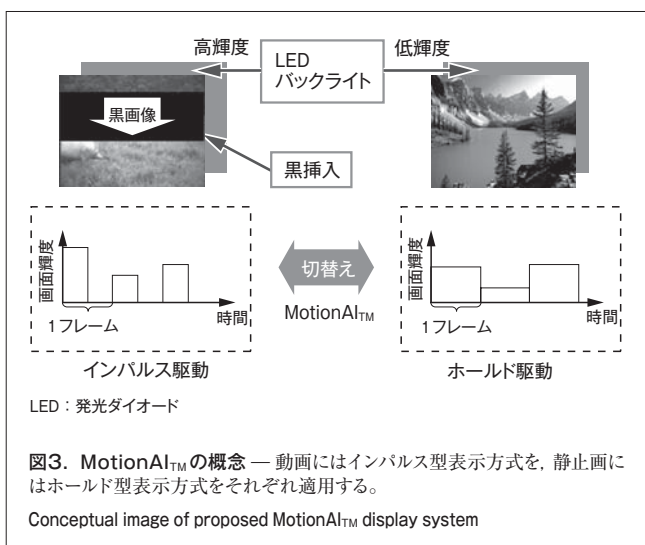 高輝度
LED
バックライト
低輝度
黒画像
黒挿入
画面輝度
1フレーム
時間
インパルス駆動
切替え
MotionAI™
画面輝度
1フレーム
時間
ホールド駆動
LED：発光ダイオード
図3. MotionAI™の概念 — 動画にはインパルス型表示方式を，静止画に
はホールド型表示方式をそれぞれ適用する。
Conceptual image of proposed MotionAI™ display system